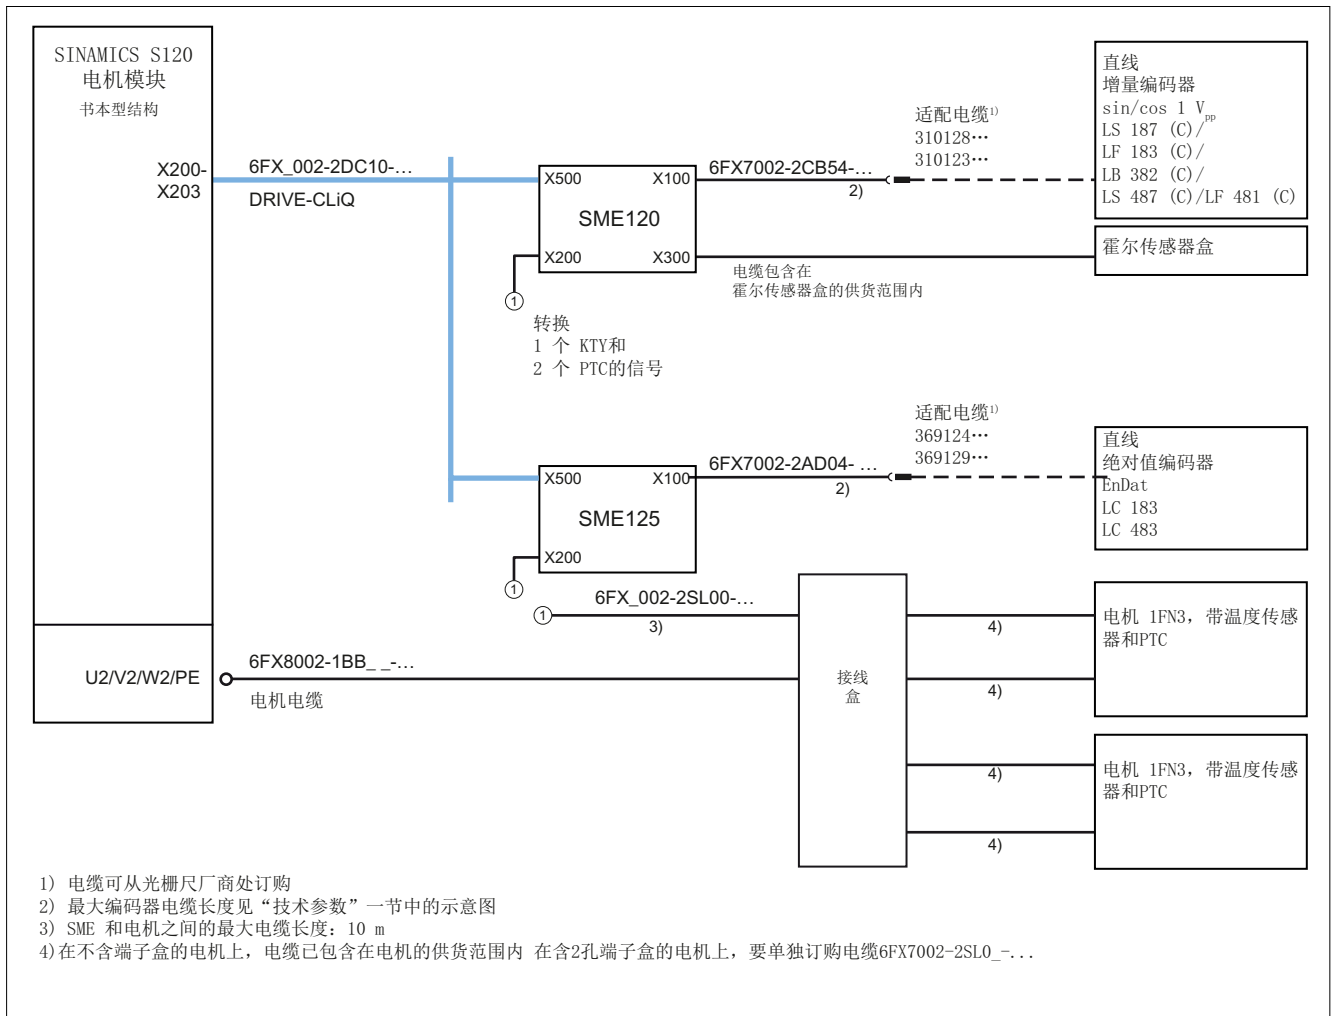 SINAMICS S120
电机模块
书本型结构
X200-
X203
6FX_002-2DC10-...
DRIVE-CLiQ
X500
X100
SME120
X200
X300
6FX7002-2CB54-...
2)
适配电缆1)
310128…
310123…
直线
增量编码器
sin/cos 1 Vpp
LS 187 (C)/
LF 183 (C)/
LB 382 (C)/
LS 487 (C)/LF 481 (C)
霍尔传感器盒
电缆包含在
霍尔传感器盒的供货范围内
1
转换
1 个 KTY和
2 个 PTC的信号
适配电缆1)
369124…
369129…
X500
X100
SME125
X200
6FX7002-2AD04- ...
2)
直线
绝对值编码器
EnDat
LC 183
LC 483
1
1
6FX_002-2SL00-...
3)
U2/V2/W2/PE
6FX8002-1BB_ _-...
电机电缆
接线
盒
4)
4)
4)
4)
电机 1FN3, 带温度传感
器和PTC
电机 1FN3, 带温度传感
器和PTC
1) 电缆可从光栅尺厂商处订购
2) 最大编码器电缆长度见“技术参数”一节中的示意图
3) SME 和电机之间的最大电缆长度: 10 m
4)在不含端子盒的电机上, 电缆已包含在电机的供货范围内 在含2孔端子盒的电机上, 要单独订购电缆6FX7002-2SL0_-...